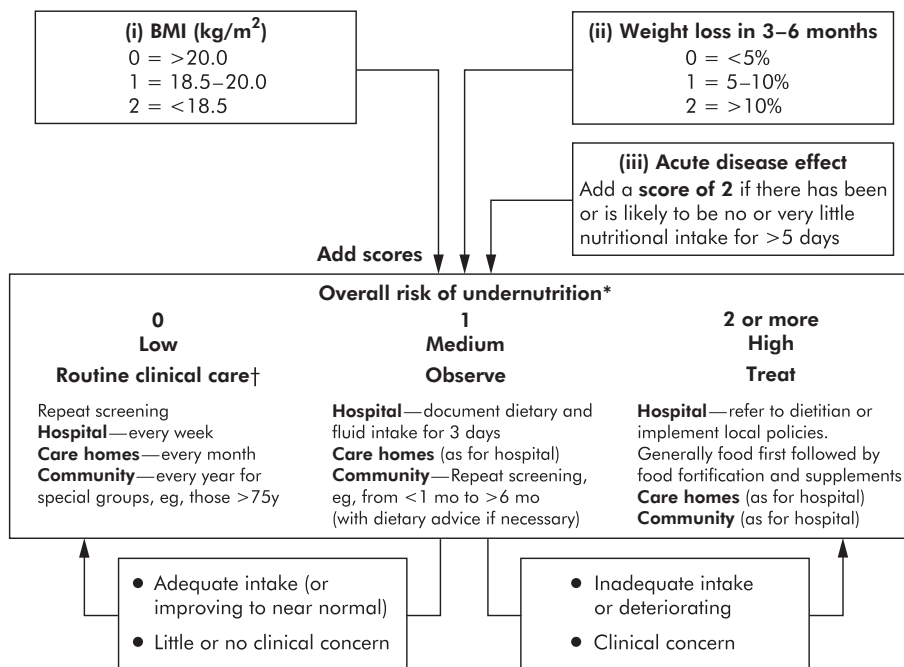 (i) BMI (kg/m²)
0 = >20.0
1 = 18.5–20.0
2 = <18.5
(ii) Weight loss in 3–6 months
0 = <5%
1 = 5–10%
2 = >10%
(iii) Acute disease effect
Add a score of 2 if there has been
or is likely to be no or very little
nutritional intake for >5 days
Add scores
Overall risk of undernutrition*
0
Low
Routine clinical care†
Repeat screening
Hospital—every week
Care homes—every month
Community—every year for
special groups, eg, those >75y
1
Medium
Observe
Hospital—document dietary and
fluid intake for 3 days
Care homes (as for hospital)
Community—Repeat screening,
eg, from <1 mo to >6 mo
(with dietary advice if necessary)
2 or more
High
Treat
Hospital—refer to dietitian or
implement local policies.
Generally food first followed by
food fortification and supplements
Care homes (as for hospital)
Community (as for hospital)
● Adequate intake (or
improving to near normal)
● Little or no clinical concern
● Inadequate intake
or deteriorating
● Clinical concern